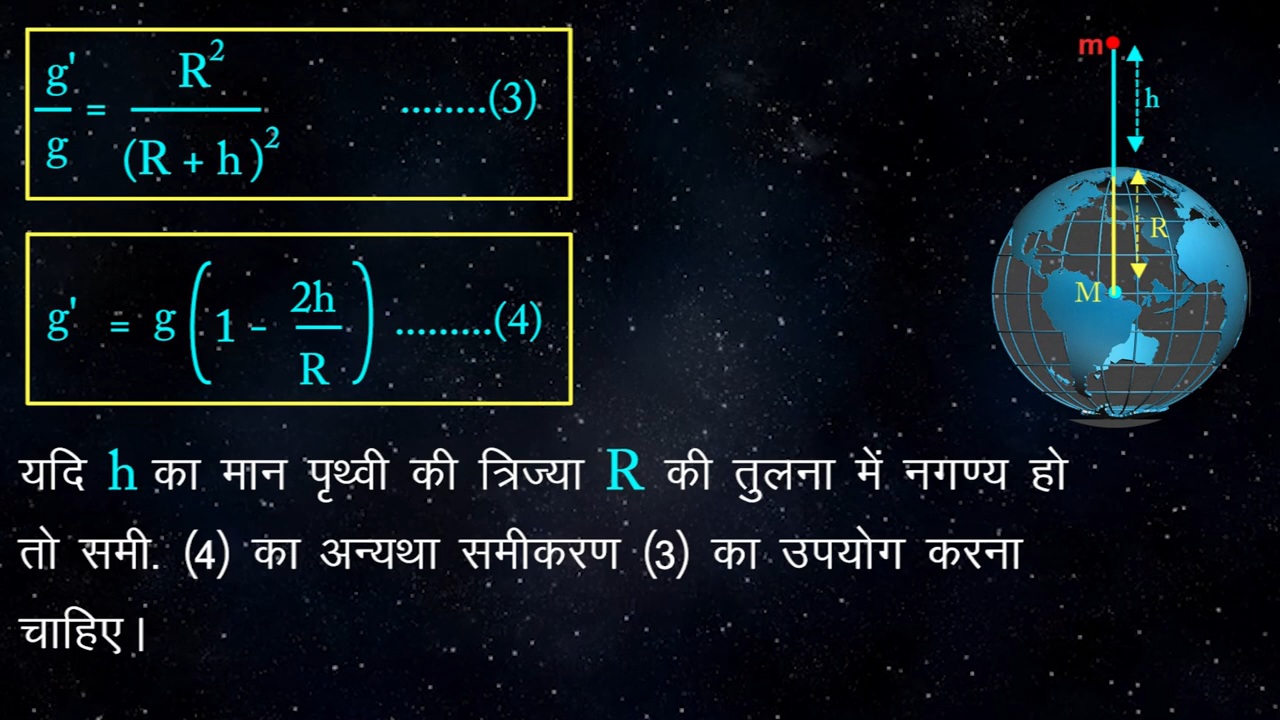 g'/g = R²/(R + h)² ........(3)
g' = g(1 - 2h/R) .........(4)
m
h
R
M
यदि h का मान पृथ्वी की त्रिज्या R की तुलना में नगण्य हो
तो समी. (4) का अन्यथा समीकरण (3) का उपयोग करना
चाहिए।